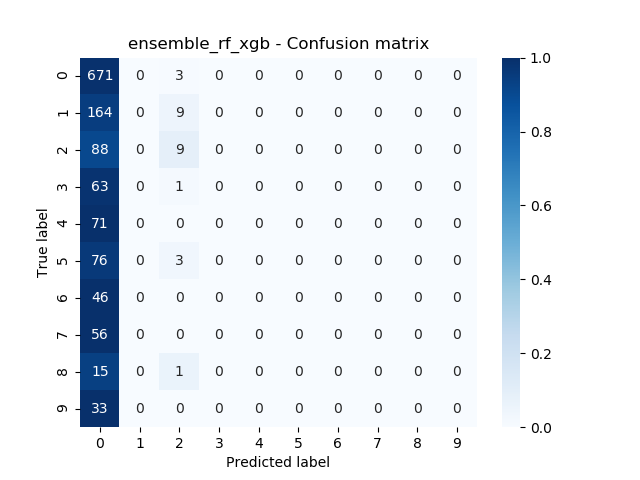 ensemble_rf_xgb - Confusion matrix
0 671 0 3 0 0 0 0 0 0 0
1 164 0 9 0 0 0 0 0 0 0
2 88 0 9 0 0 0 0 0 0 0
3 63 0 1 0 0 0 0 0 0 0
4 71 0 0 0 0 0 0 0 0 0
5 76 0 3 0 0 0 0 0 0 0
6 46 0 0 0 0 0 0 0 0 0
7 56 0 0 0 0 0 0 0 0 0
8 15 0 1 0 0 0 0 0 0 0
9 33 0 0 0 0 0 0 0 0 0
0 1 2 3 4 5 6 7 8 9
Predicted label
True label
1.0
0.8
0.6
0.4
0.2
0.0